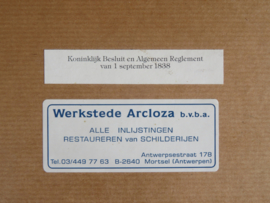 Koninklijk Besluit en Algemeen Reglement
van 1 september 1838
Werkstede Arcloza b.v.b.a.
ALLE INLIJSTINGEN
RESTAUREREN van SCHILDERIJEN
Antwerpsestraat 178
Tel.03/449 77 63 B-2640 Mortsel (Antwerpen)